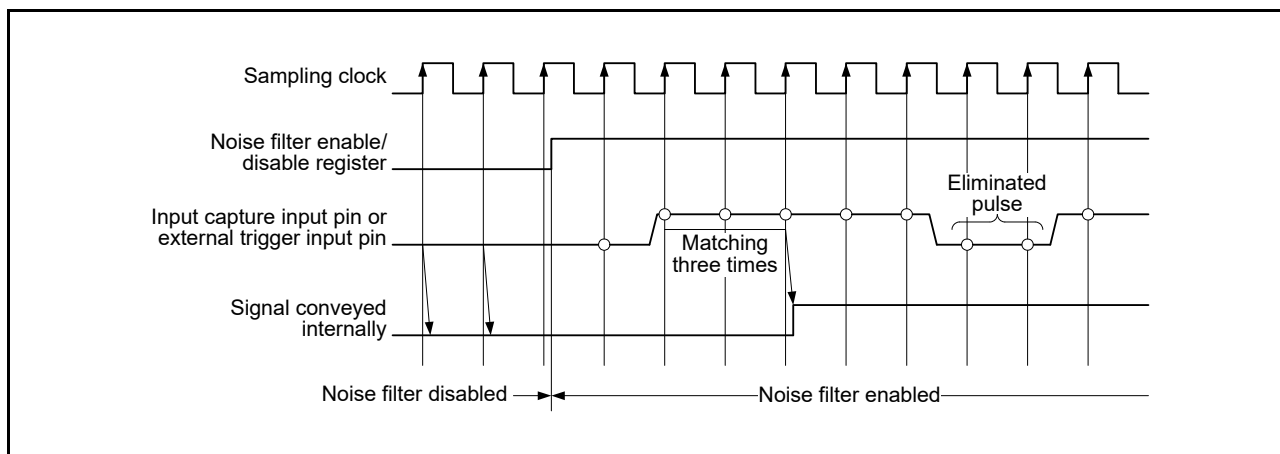 Sampling clock
Noise filter enable/
disable register
Eliminated
pulse
Input capture input pin or
external trigger input pin
Matching
three times
Signal conveyed
internally
Noise filter disabled
Noise filter enabled